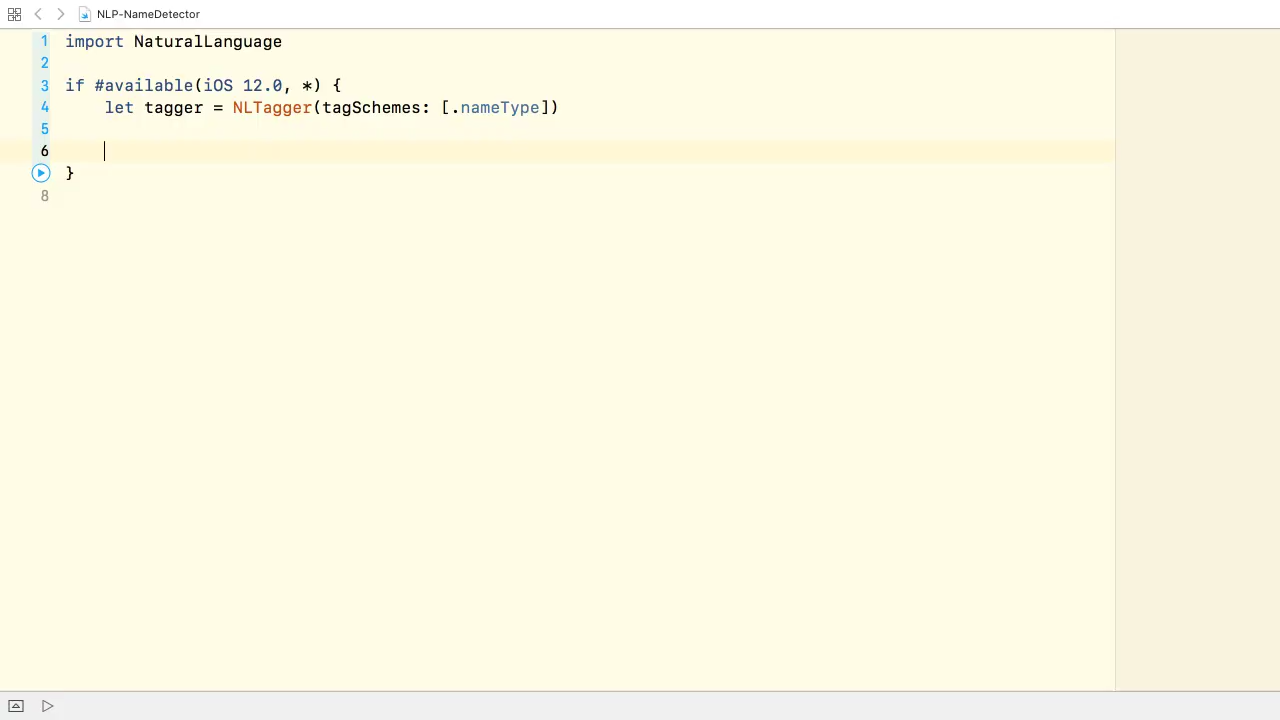 NLP-NameDetector
1 import NaturalLanguage
2
3 if #available(iOS 12.0, *) {
4     let tagger = NLTagger(tagSchemes: [.nameType])
5
6
}
8